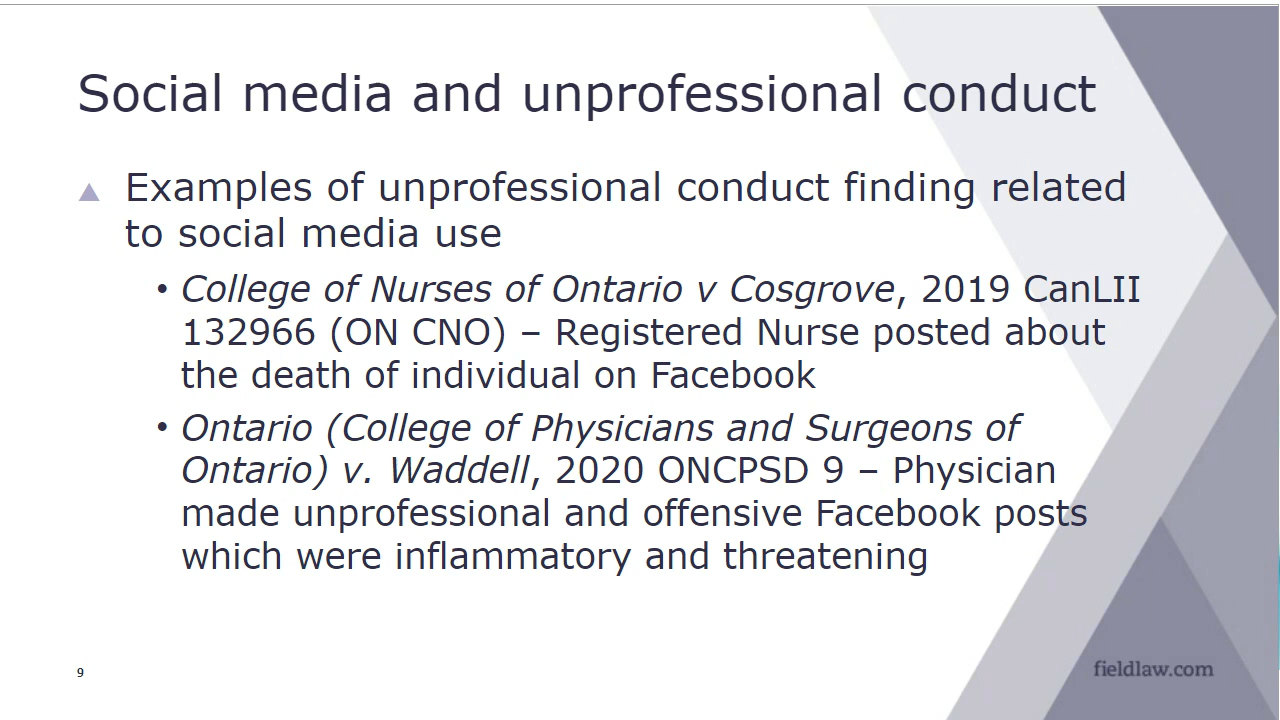 Social media and unprofessional conduct
Examples of unprofessional conduct finding related
to social media use
• College of Nurses of Ontario v Cosgrove, 2019 CanLII
132966 (ON CNO) – Registered Nurse posted about
the death of individual on Facebook
• Ontario (College of Physicians and Surgeons of
Ontario) v. Waddell, 2020 ONCPSD 9 – Physician
made unprofessional and offensive Facebook posts
which were inflammatory and threatening
9
fieldlaw.com